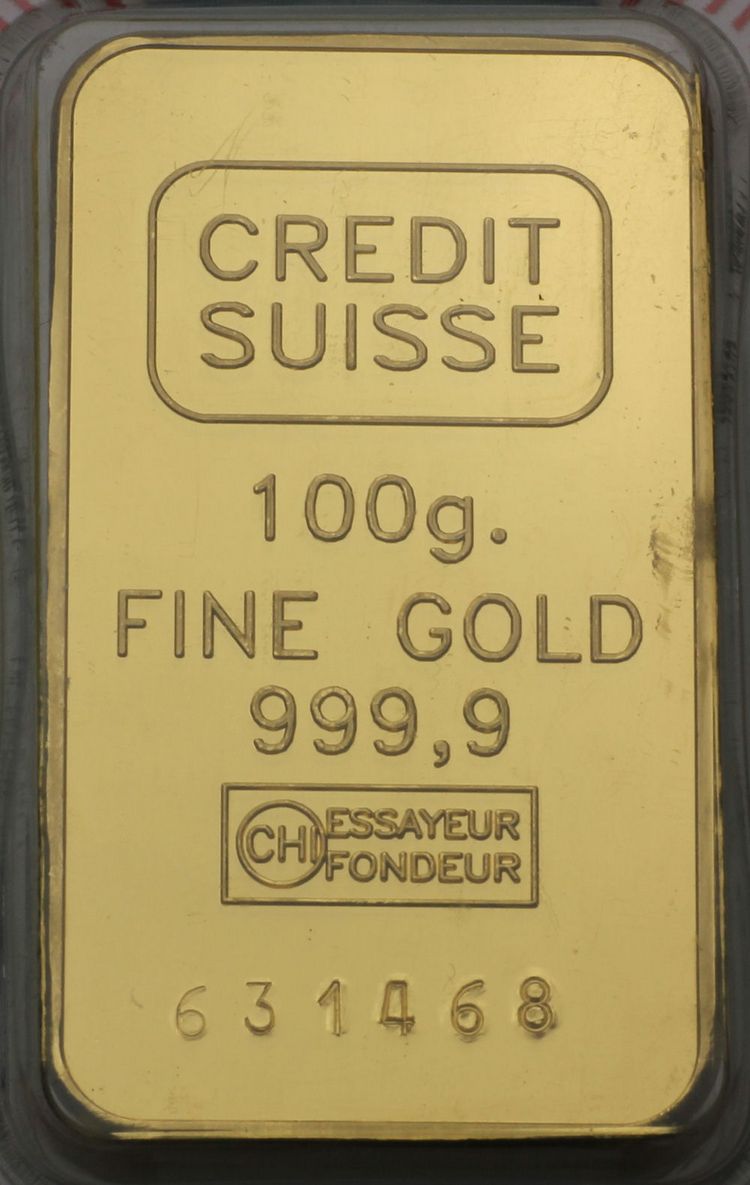 CREDIT
SUISSE
100g.
FINE GOLD
999,9
CHI ESSAYEUR
FONDEUR
631468